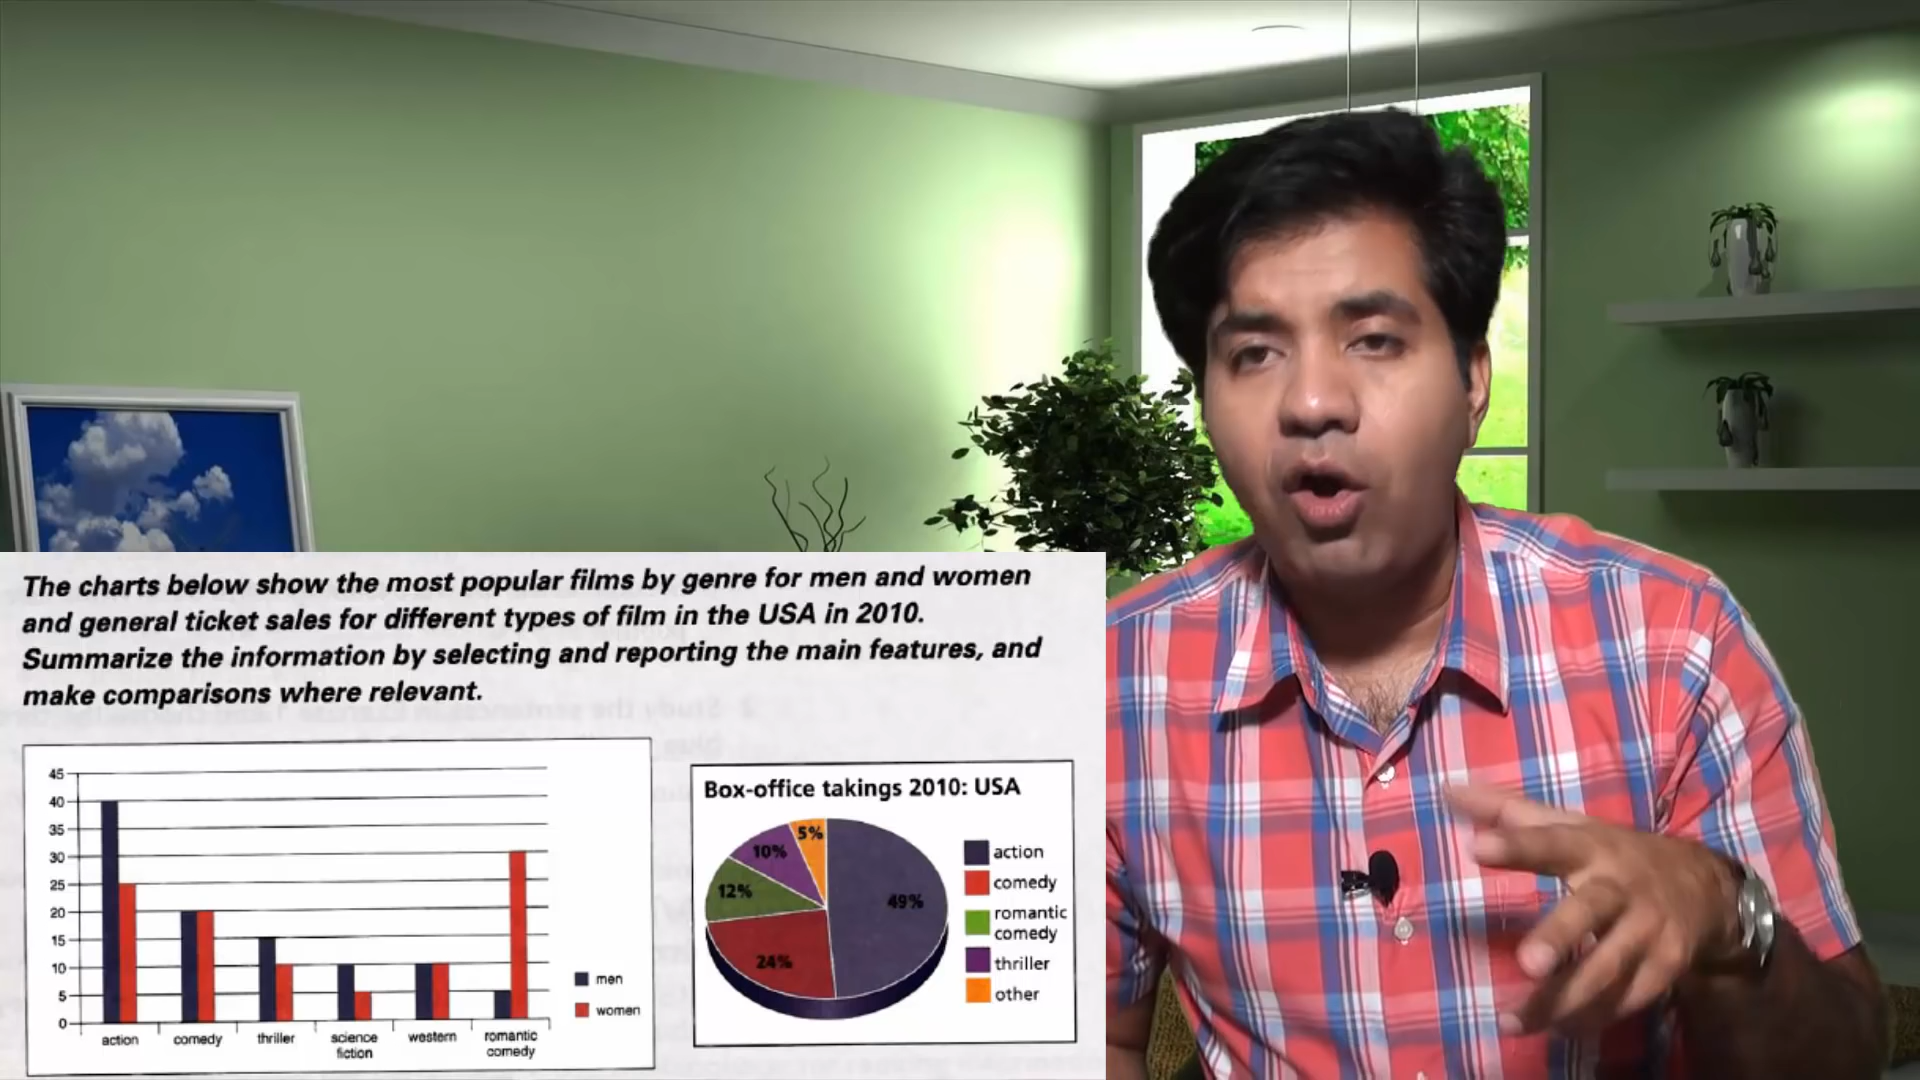 The charts below show the most popular films by genre for men and women
and general ticket sales for different types of film in the USA in 2010.
Summarize the information by selecting and reporting the main features, and
make comparisons where relevant.
45
40
35
30
25
20
15
10
5
0
action comedy thriller science fiction western romantic comedy
men
women
Box-office takings 2010: USA
5%
10%
12%
49%
24%
action
comedy
romantic
comedy
thriller
other